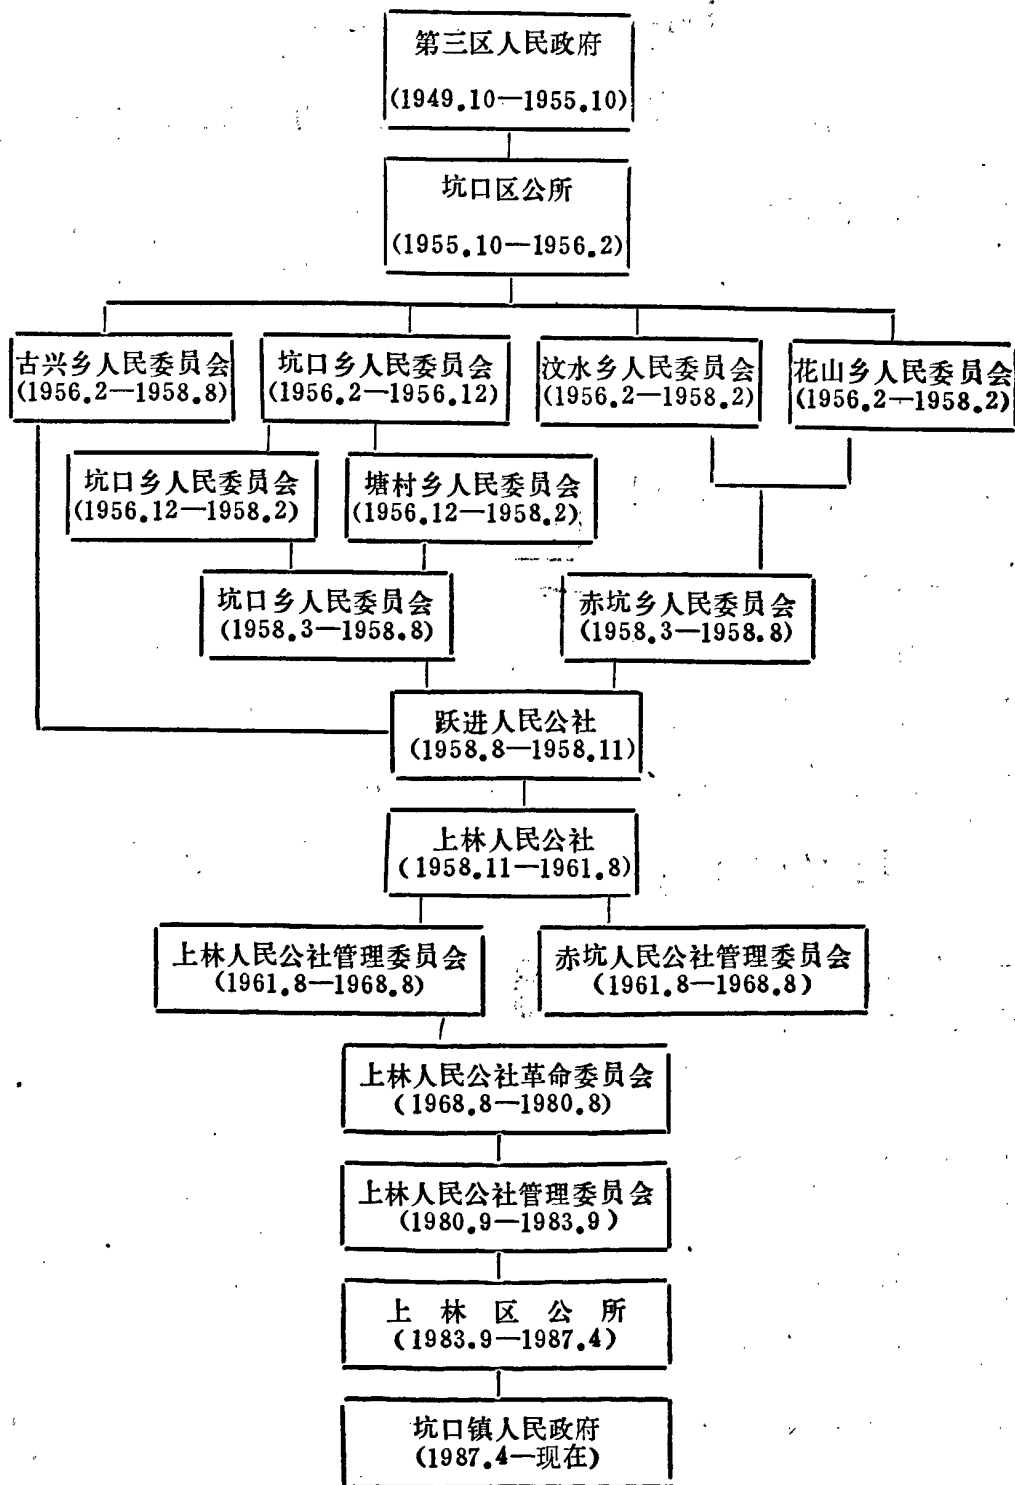 第三区人民政府
(1949.10—1955.10)
坑口区公所
(1955.10—1956.2)
古兴乡人民委员会
(1956.2—1958.8)
坑口乡人民委员会
(1956.2—1956.12)
汶水乡人民委员会
(1956.2—1958.2)
花山乡人民委员会
(1956.2—1958.2)
坑口乡人民委员会
(1956.12—1958.2)
塘村乡人民委员会
(1956.12—1958.2)
坑口乡人民委员会
(1958.3—1958.8)
赤坑乡人民委员会
(1958.3—1958.8)
跃进人民公社
(1958.8—1958.11)
上林人民公社
(1958.11—1961.8)
上林人民公社管理委员会
(1961.8—1968.8)
赤坑人民公社管理委员会
(1961.8—1968.8)
上林人民公社革命委员会
(1968.8—1980.8)
上林人民公社管理委员会
(1980.9—1983.9)
上林区公所
(1983.9—1987.4)
坑口镇人民政府
(1987.4—现在)